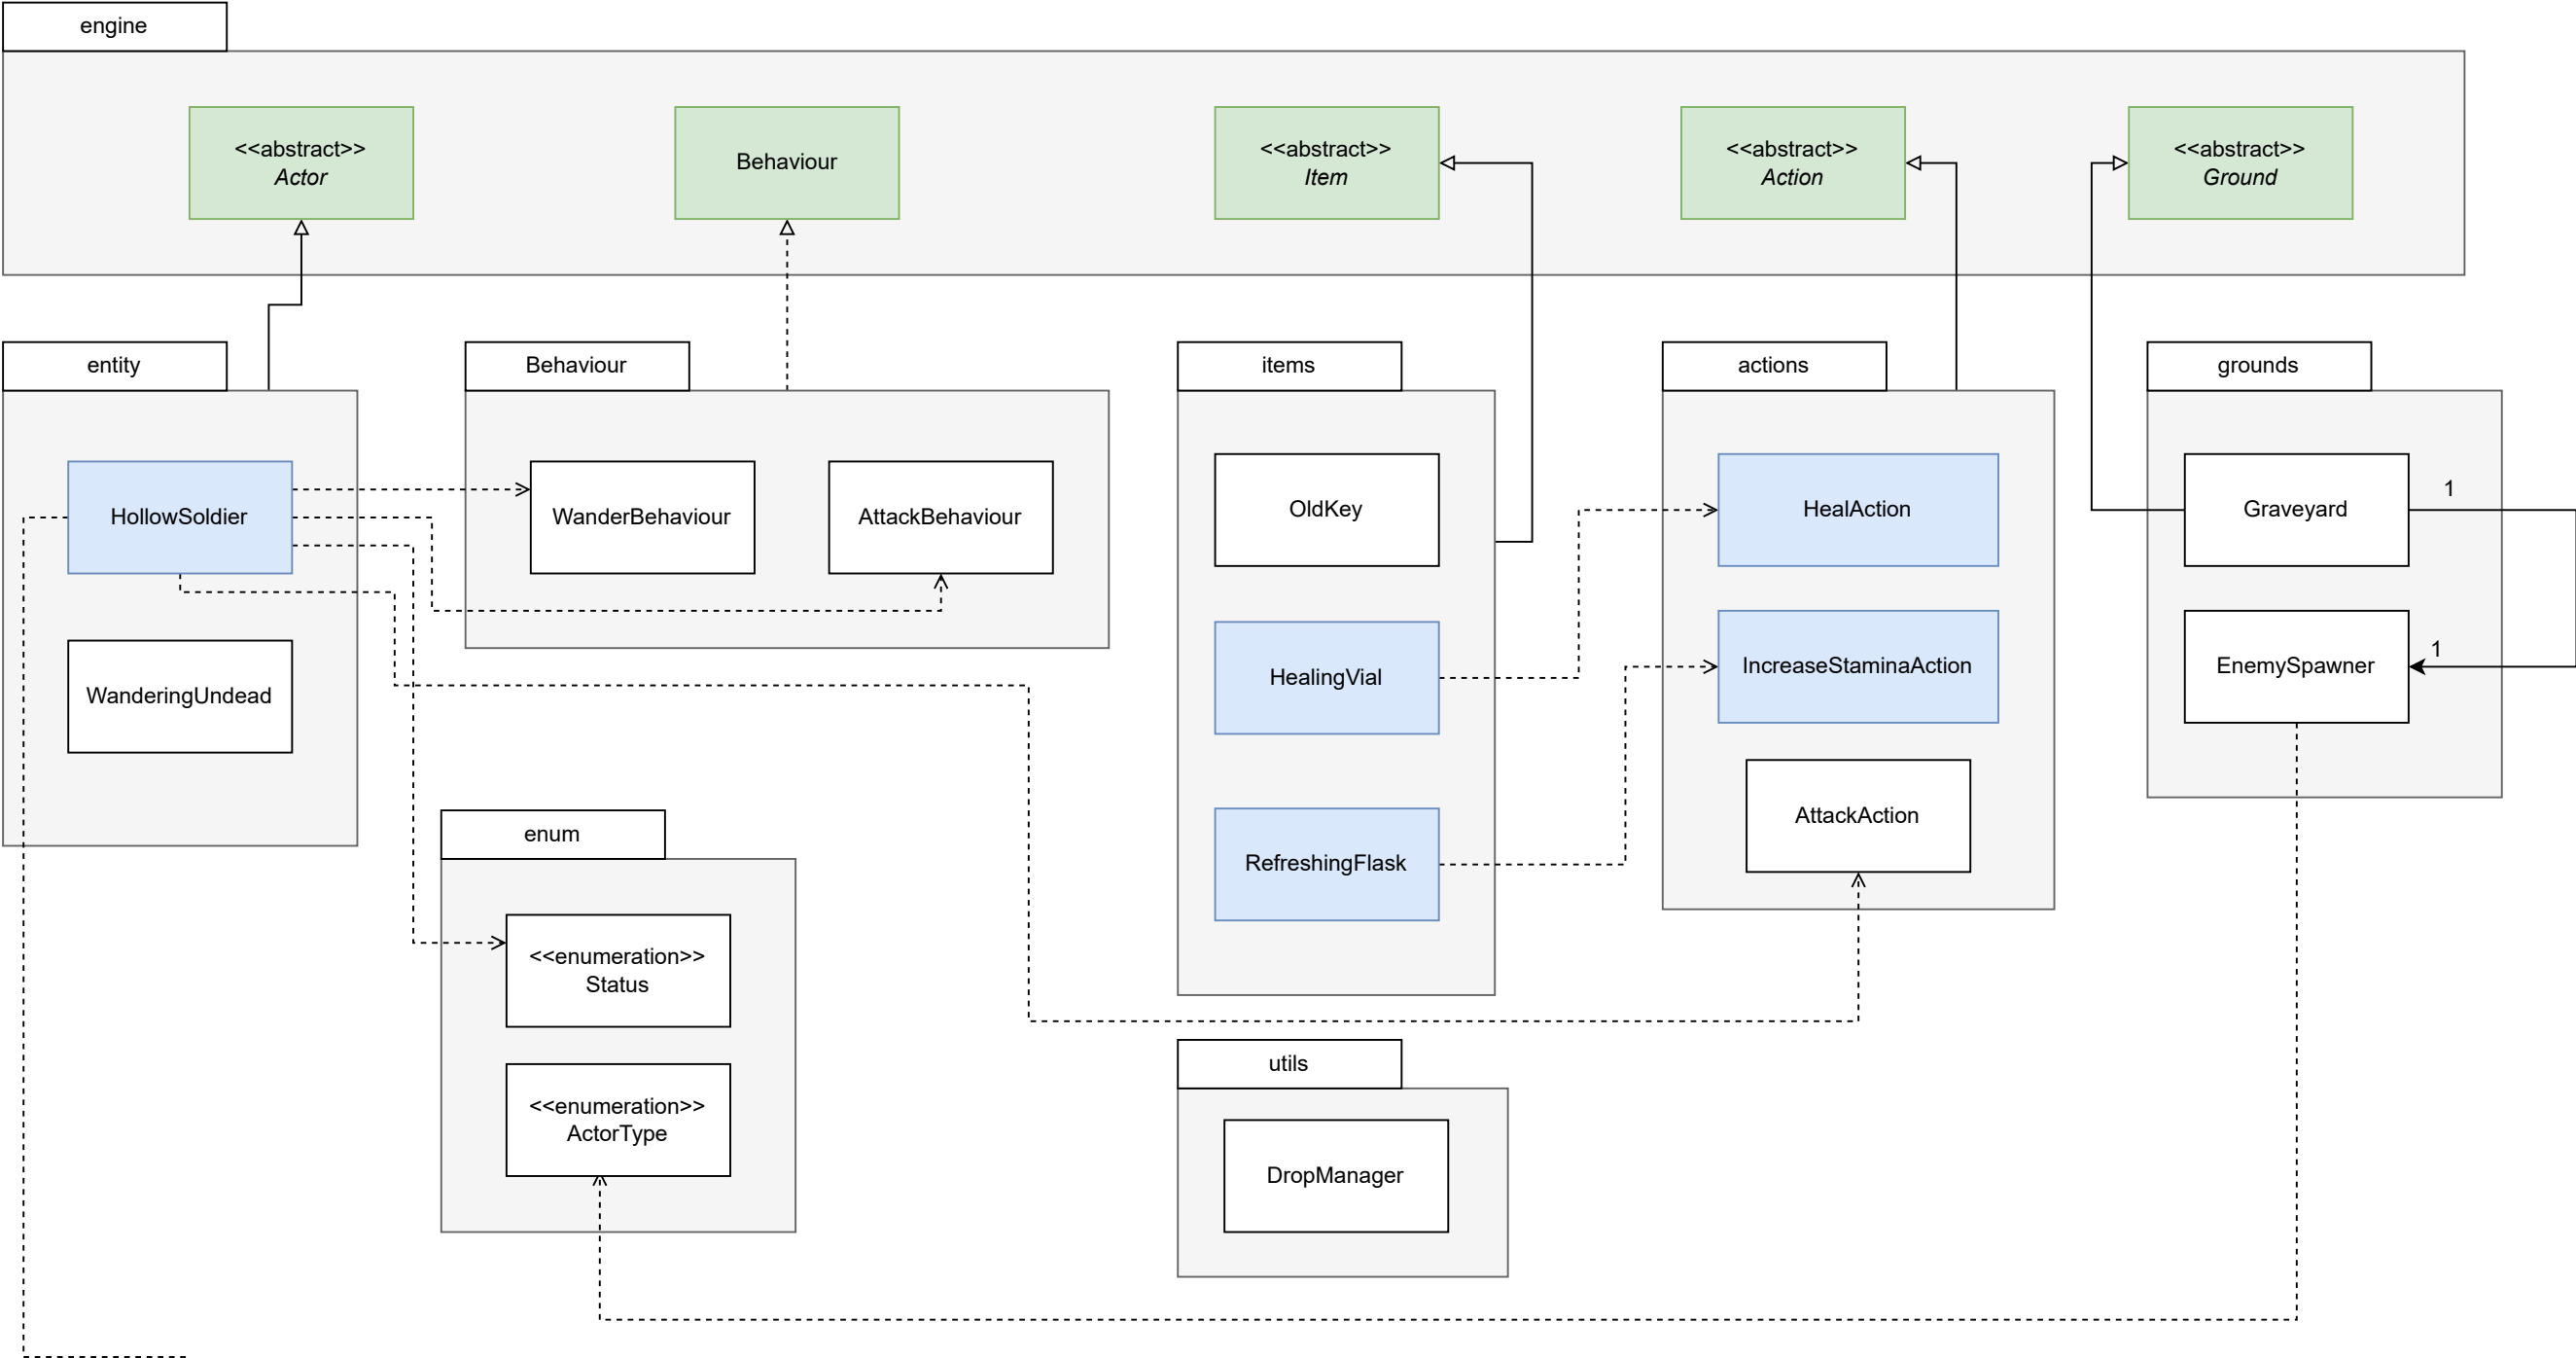 engine
<<abstract>>
Actor
Behaviour
<<abstract>>
Item
<<abstract>>
Action
<<abstract>>
Ground
entity
HollowSoldier
WanderingUndead
Behaviour
WanderBehaviour
AttackBehaviour
enum
<<enumeration>>
Status
<<enumeration>>
ActorType
items
OldKey
HealingVial
RefreshingFlask
utils
DropManager
actions
HealAction
IncreaseStaminaAction
AttackAction
grounds
Graveyard
1
EnemySpawner
1